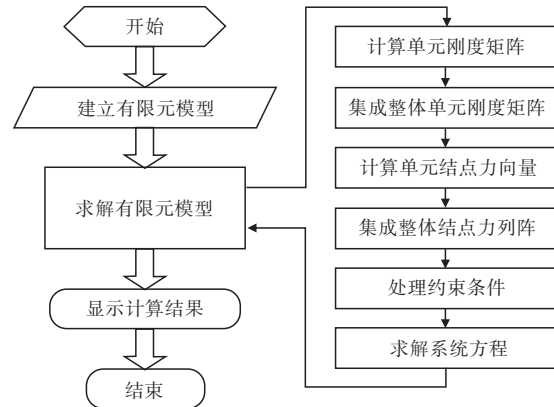 开始
建立有限元模型
求解有限元模型
显示计算结果
结束
计算单元刚度矩阵
集成整体单元刚度矩阵
计算单元结点力向量
集成整体结点力列阵
处理约束条件
求解系统方程